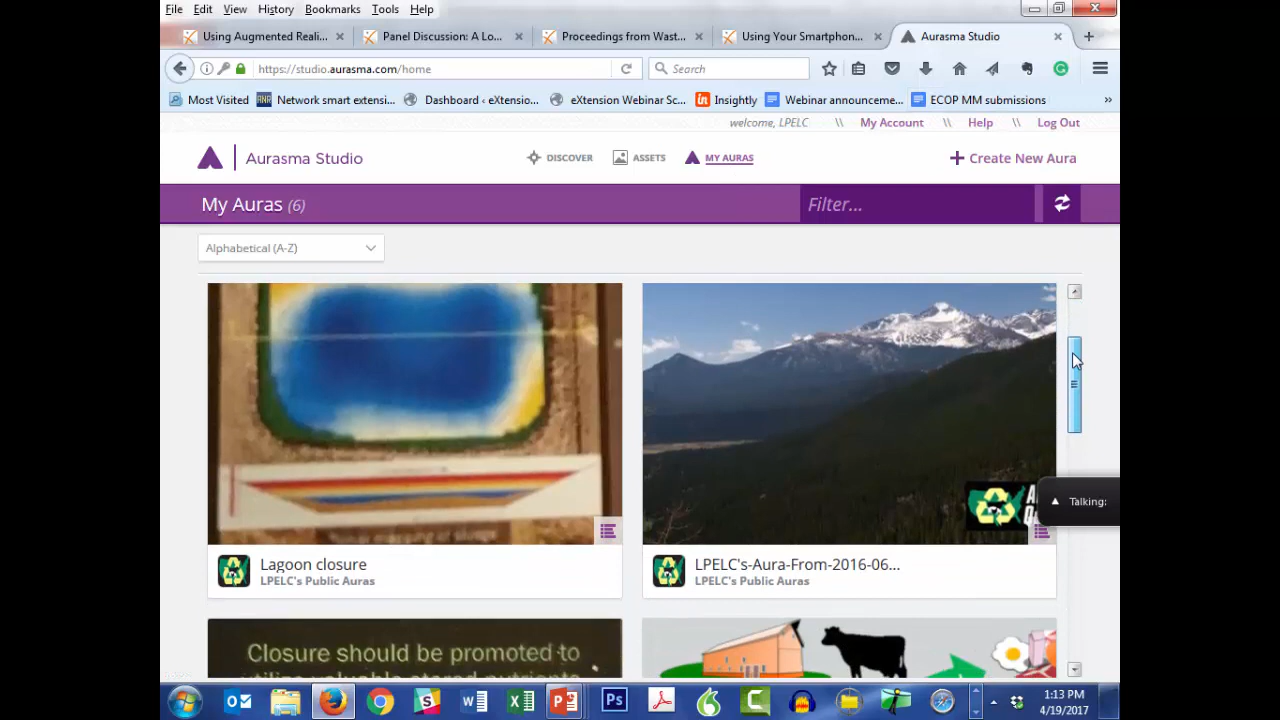 File Edit View History Bookmarks Tools Help
Using Augmented Reali... Panel Discussion: A Lo... Proceedings from Wast... Using Your Smartphon... Aurasma Studio
https://studio.aurasma.com/home Search
Most Visited Network smart extensi... Dashboard ‹ eXtensio... eXtension Webinar Sc... Insightly Webinar announceme... ECOP MM submissions »
welcome, LPELC \\ My Account \\ Help \\ Log Out
Aurasma Studio DISCOVER ASSETS MY AURAS + Create New Aura
My Auras (6) Filter...
Alphabetical (A-Z)
Talking:
Lagoon closure
LPELC's Public Auras
LPELC's-Aura-From-2016-06...
LPELC's Public Auras
Closure should be promoted to
1:13 PM
4/19/2017